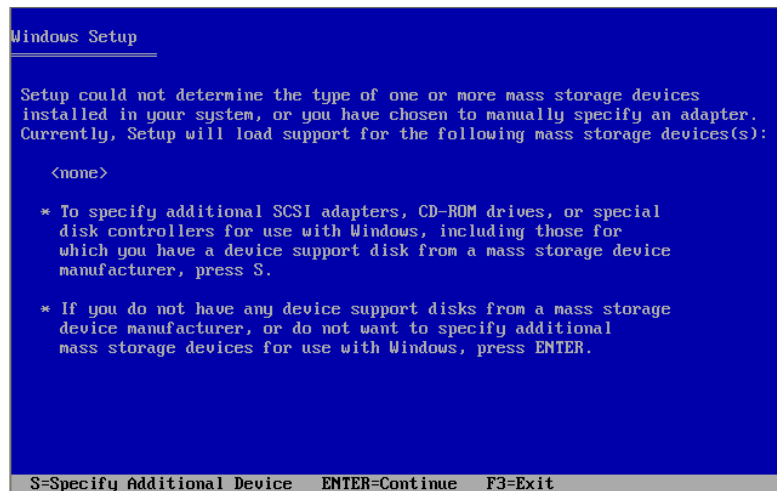 Windows Setup
Setup could not determine the type of one or more mass storage devices
installed in your system, or you have chosen to manually specify an adapter.
Currently, Setup will load support for the following mass storage devices(s):
<none>
* To specify additional SCSI adapters, CD-ROM drives, or special
disk controllers for use with Windows, including those for
which you have a device support disk from a mass storage device
manufacturer, press S.
* If you do not have any device support disks from a mass storage
device manufacturer, or do not want to specify additional
mass storage devices for use with Windows, press ENTER.
S=Specify Additional Device ENTER=Continue F3=Exit